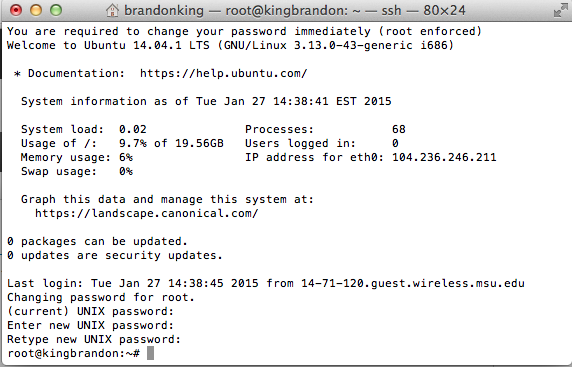 brandonking — root@kingbrandon: ~ — ssh — 80×24
You are required to change your password immediately (root enforced)
Welcome to Ubuntu 14.04.1 LTS (GNU/Linux 3.13.0-43-generic i686)
* Documentation:  https://help.ubuntu.com/
System information as of Tue Jan 27 14:38:41 EST 2015
System load:  0.02              Processes:           68
Usage of /:   9.7% of 19.56GB   Users logged in:     0
Memory usage: 6%                IP address for eth0: 104.236.246.211
Swap usage:   0%
Graph this data and manage this system at:
https://landscape.canonical.com/
0 packages can be updated.
0 updates are security updates.
Last login: Tue Jan 27 14:38:45 2015 from 14-71-120.guest.wireless.msu.edu
Changing password for root.
(current) UNIX password:
Enter new UNIX password:
Retype new UNIX password:
root@kingbrandon:~#